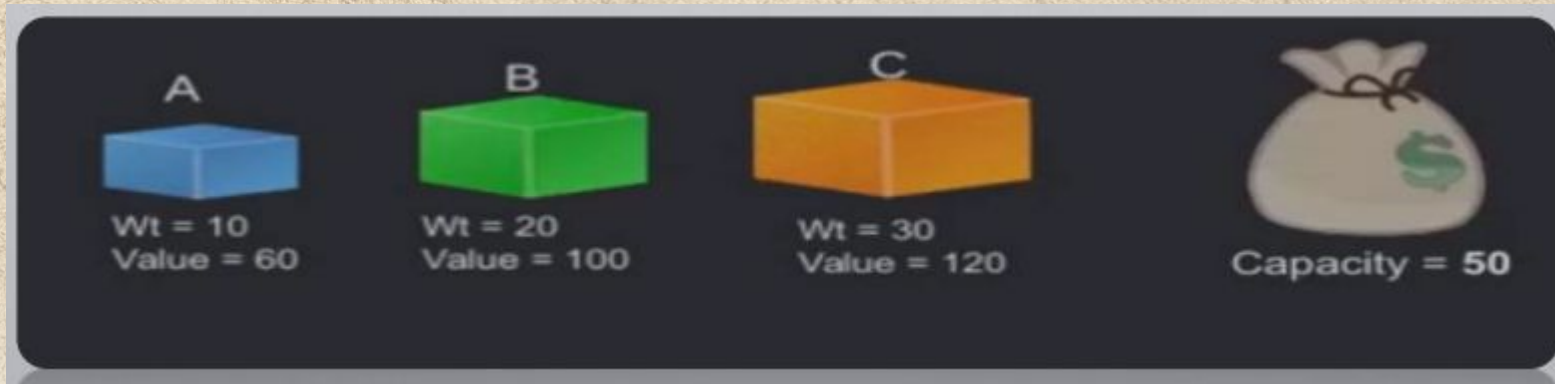 A
B
C
Wt = 10
Value = 60
Wt = 20
Value = 100
Wt = 30
Value = 120
$
Capacity = 50